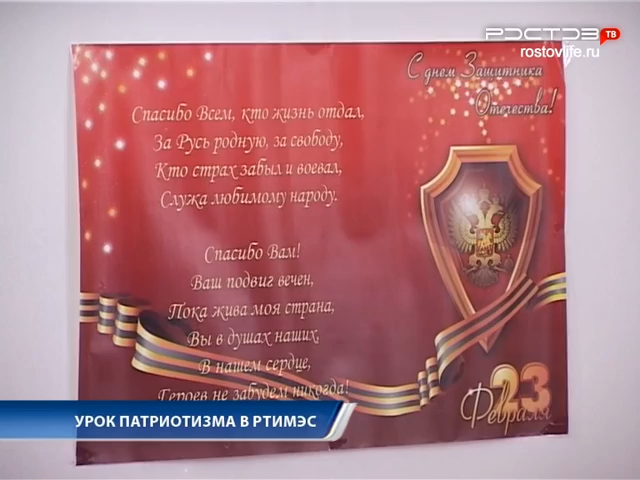 РОСТОВ ТВ
rostovlife.ru
С днем Защитника
Отечества!
Спасибо Всем, кто жизнь отдал,
За Русь родную, за свободу,
Кто страх забыл и воевал,
Служа любимому народу.
Спасибо Вам!
Ваш подвиг вечен,
Пока жива моя страна,
Вы в душах наших,
В нашем сердце,
Героев не забудем никогда!
23
Февраля
УРОК ПАТРИОТИЗМА В РТИМЭС